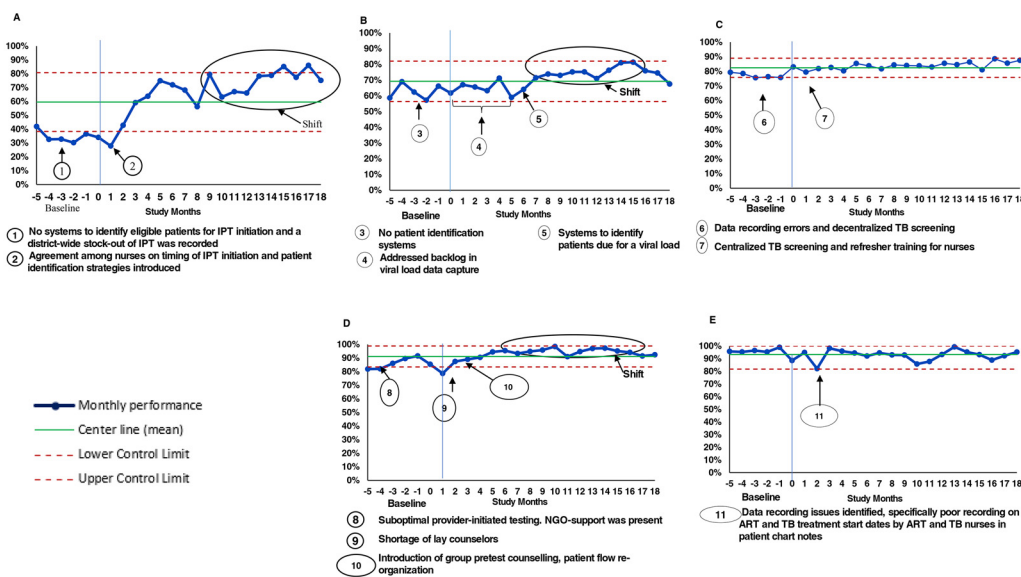 A
100%
90%
80%
70%
60%
50%
40%
30%
20%
10%
0%
Shift
1
2
-5 -4 -3 -2 -1 0 1 2 3 4 5 6 7 8 9 10 11 12 13 14 15 16 17 18
Baseline
Study Months
1 No systems to identify eligible patients for IPT initiation and a
district-wide stock-out of IPT was recorded
2 Agreement among nurses on timing of IPT initiation and patient
identification strategies introduced
B
100%
90%
80%
70%
60%
50%
40%
30%
20%
10%
0%
Shift
3
4
5
-5 -4 -3 -2 -1 0 1 2 3 4 5 6 7 8 9 10 11 12 13 14 15 16 17 18
Baseline
Study Months
3 No patient identification
systems
4 Addressed backlog in
viral load data capture
5 Systems to identify
patients due for a viral load
C
100%
90%
80%
70%
60%
50%
40%
30%
20%
10%
0%
6
7
-5 -4 -3 -2 -1 0 1 2 3 4 5 6 7 8 9 10 11 12 13 14 15 16 17 18
Baseline
Study Months
6 Data recording errors and decentralized TB screening
7 Centralized TB screening and refresher training for nurses
Monthly performance
Center line (mean)
Lower Control Limit
Upper Control Limit
D
100%
90%
80%
70%
60%
50%
40%
30%
20%
10%
0%
Shift
8
9
10
-5 -4 -3 -2 -1 0 1 2 3 4 5 6 7 8 9 10 11 12 13 14 15 16 17 18
Baseline
Study Months
8 Suboptimal provider-initiated testing. NGO-support was present
9 Shortage of lay counselors
10 Introduction of group pretest counselling, patient flow re-
organization
E
100%
90%
80%
70%
60%
50%
40%
30%
20%
10%
0%
11
-5 -4 -3 -2 -1 0 1 2 3 4 5 6 7 8 9 10 11 12 13 14 15 16 17 18
Baseline
Study Months
11 Data recording issues identified, specifically poor recording on
ART and TB treatment start dates by ART and TB nurses in
patient chart notes